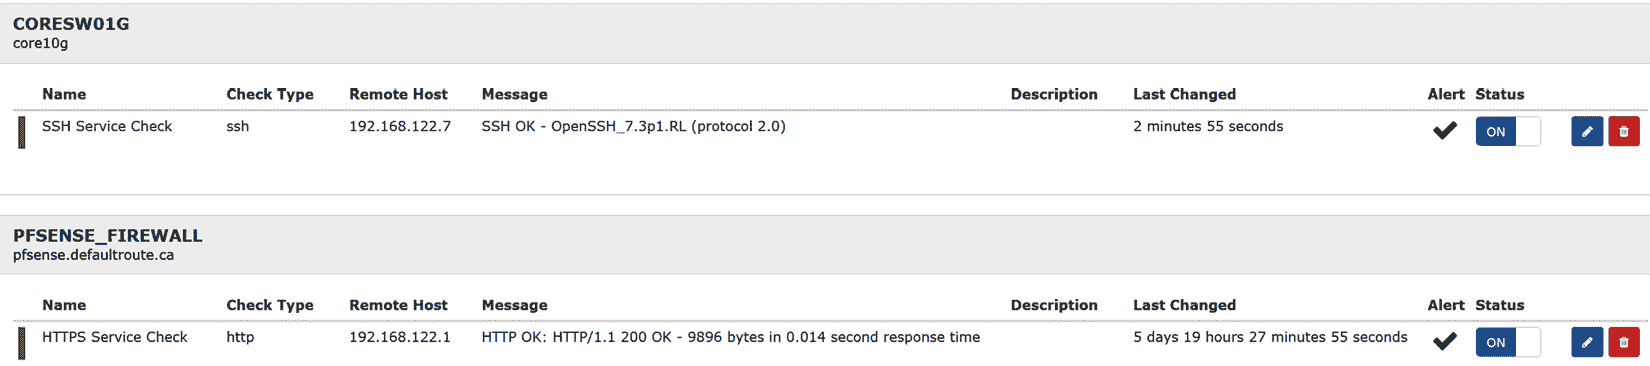 CORESW01G
core10g
Name Check Type Remote Host Message Description Last Changed Alert Status
SSH Service Check ssh 192.168.122.7 SSH OK - OpenSSH_7.3p1.RL (protocol 2.0) 2 minutes 55 seconds ON
PFSENSE_FIREWALL
pfsense.defaultroute.ca
Name Check Type Remote Host Message Description Last Changed Alert Status
HTTPS Service Check http 192.168.122.1 HTTP OK: HTTP/1.1 200 OK - 9896 bytes in 0.014 second response time 5 days 19 hours 27 minutes 55 seconds ON